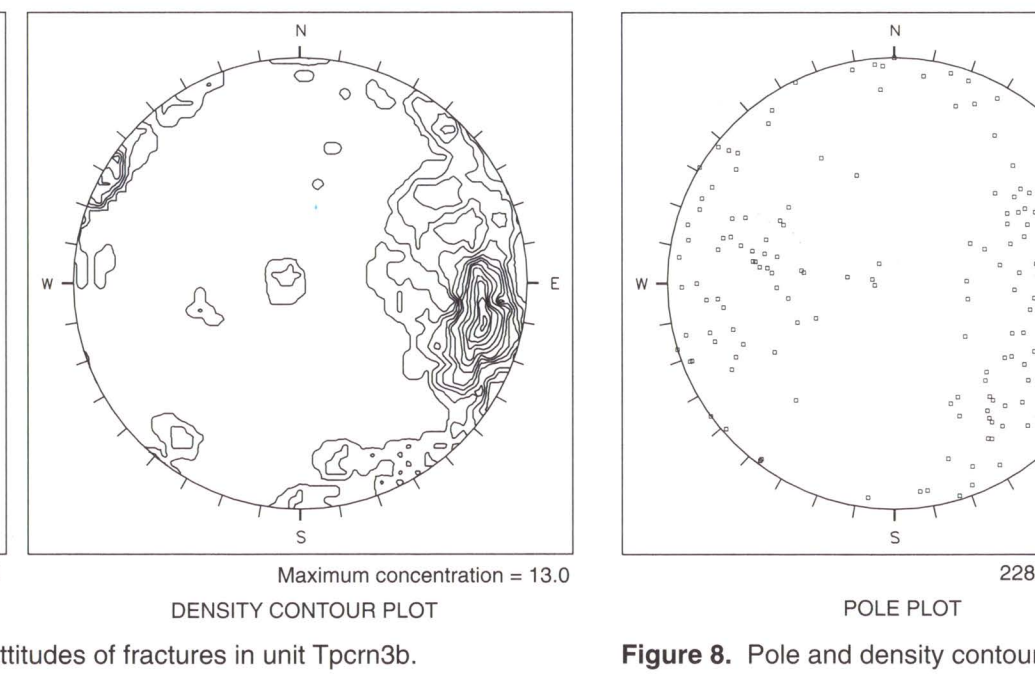 N
W
E
S
Maximum concentration = 13.0
DENSITY CONTOUR PLOT
ttitudes of fractures in unit Tpcrn3b.
N
W
S
228
POLE PLOT
Figure 8. Pole and density contour